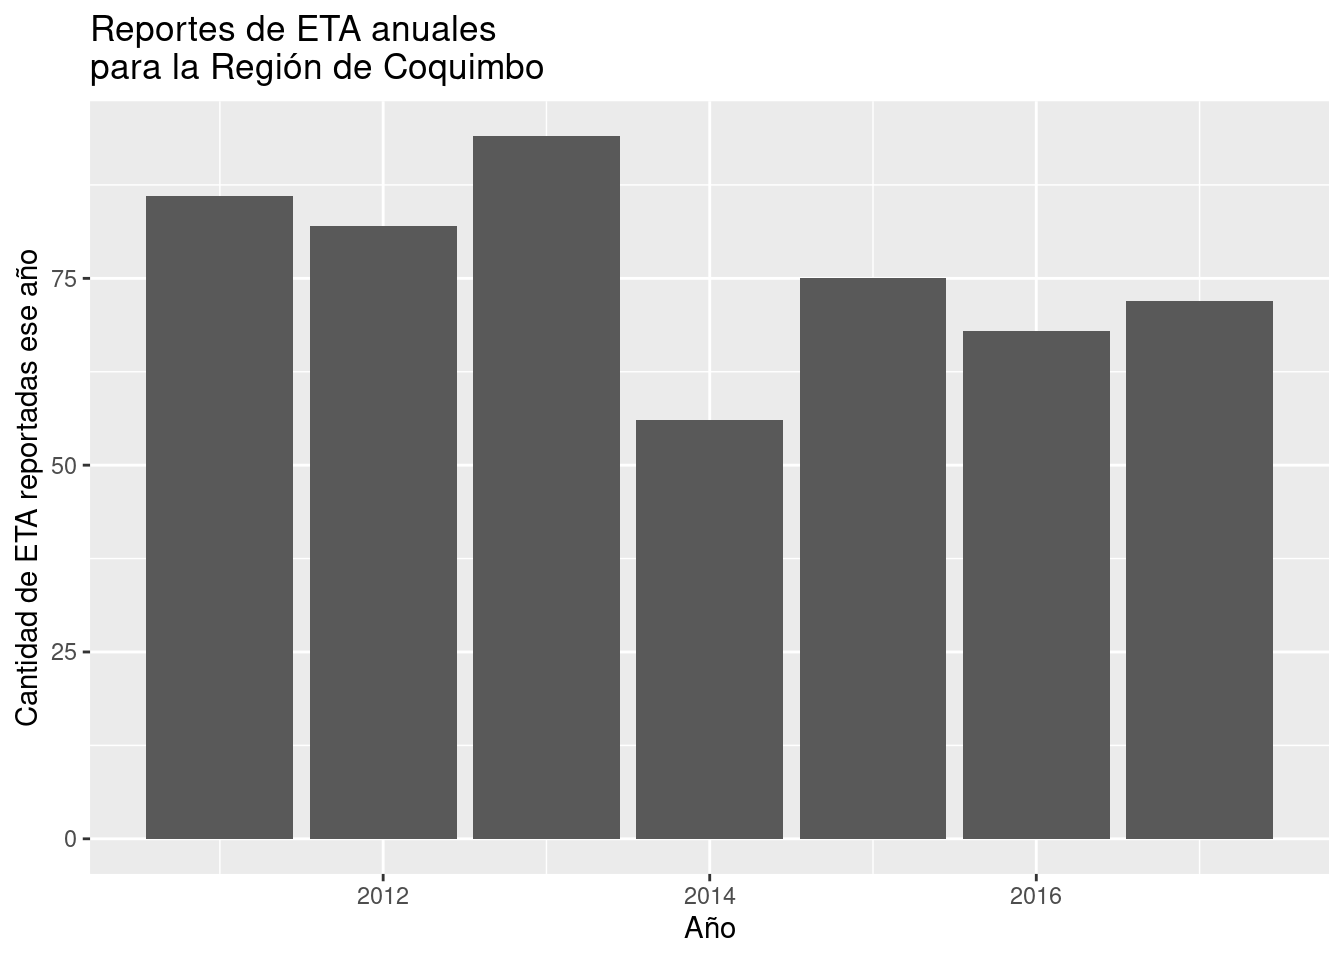 Reportes de ETA anuales
para la Región de Coquimbo
Cantidad de ETA reportadas ese año
75
50
25
0
2012
2014
2016
Año